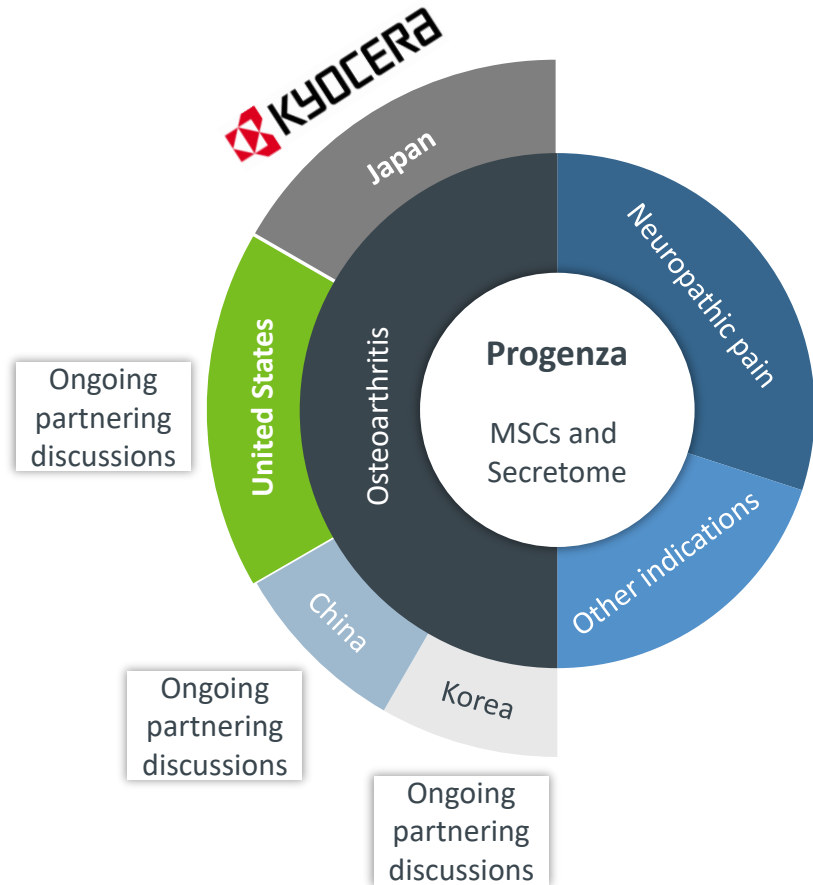 KYOCERa
Japan
Neuropathic pain
United States
Osteoarthritis
Progenza
MSCs and
Secretome
Ongoing
partnering
discussions
Other indications
China
Korea
Ongoing
partnering
discussions
Ongoing
partnering
discussions